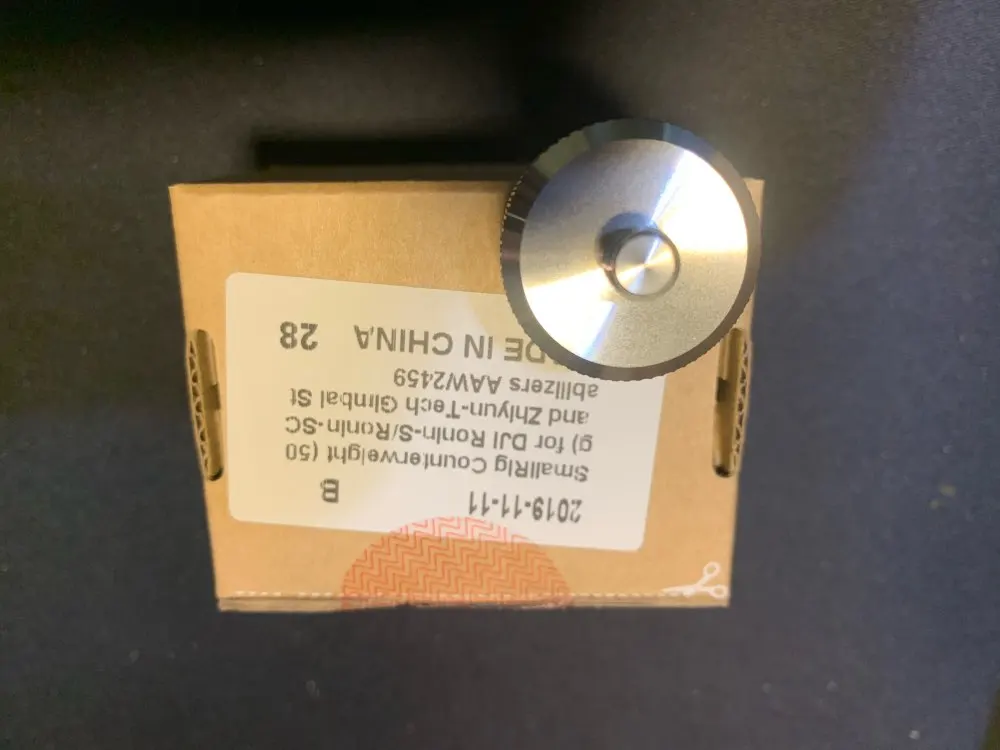 2019-11-11 B
SmallRig Counterweight (50
g) for DJI Ronin-S/Ronin-SC
and Zhiyun-Tech Gimbal St
abilizers AAW2459
DE IN CHINA 28